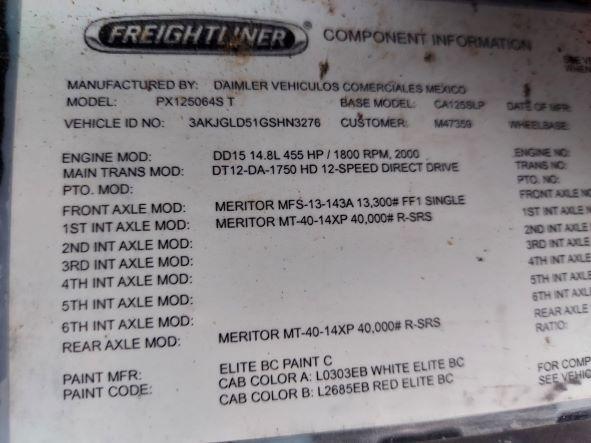 FREIGHTLINER COMPONENT INFORMATION
MANUFACTURED BY: DAIMLER VEHICULOS COMERCIALES MEXICO
MODEL: PX125064S T BASE MODEL: CA125SLP DATE OF MFR:
VEHICLE ID NO: 3AKJGLD51GSHN3276 CUSTOMER: M47359 WHEELBASE:
ENGINE MOD: DD15 14.8L 455 HP / 1800 RPM, 2000 ENGINE NO:
MAIN TRANS MOD: DT12-DA-1750 HD 12-SPEED DIRECT DRIVE TRANS NO:
PTO. MOD: PTO. NO:
FRONT AXLE MOD: MERITOR MFS-13-143A 13,300# FF1 SINGLE FRONT AXLE
1ST INT AXLE MOD: MERITOR MT-40-14XP 40,000# R-SRS 1ST INT AXLE
2ND INT AXLE MOD: 2ND INT AXLE
3RD INT AXLE MOD: 3RD INT AXLE
4TH INT AXLE MOD: 4TH INT AXLE
5TH INT AXLE MOD: 5TH INT AXLE
6TH INT AXLE MOD: 6TH INT AXLE
REAR AXLE MOD: MERITOR MT-40-14XP 40,000# R-SRS REAR AXLE
RATIO:
PAINT MFR: ELITE BC PAINT C FOR COMP
PAINT CODE: CAB COLOR A: L0303EB WHITE ELITE BC SEE VEHIC
CAB COLOR B: L2685EB RED ELITE BC